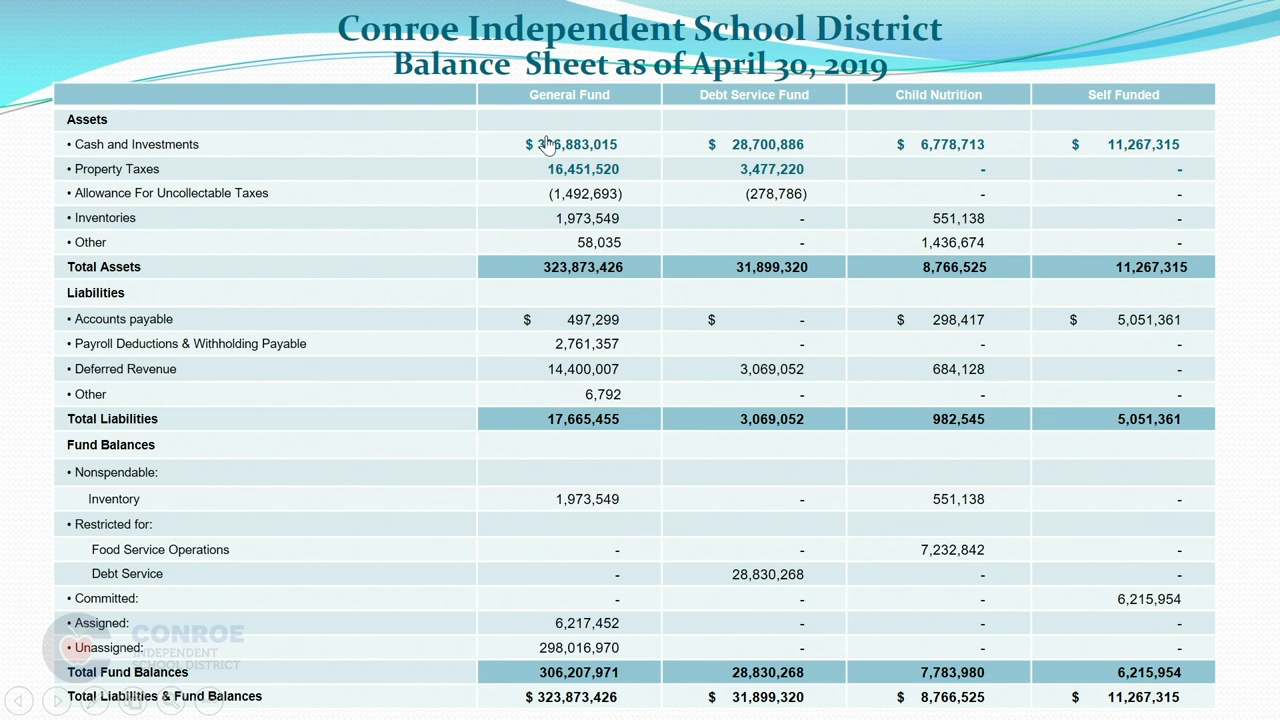 Conroe Independent School District
Balance Sheet as of April 30, 2019
General Fund Debt Service Fund Child Nutrition Self Funded
Assets
• Cash and Investments $ 28,700,886 $ 6,778,713 $ 11,267,315
• Property Taxes 16,451,520 3,477,220 - -
• Allowance For Uncollectable Taxes (1,492,693) (278,786) - -
• Inventories 1,973,549 - 551,138 -
• Other 58,035 - 1,436,674 -
Total Assets 323,873,426 31,899,320 8,766,525 11,267,315
Liabilities
• Accounts payable $ 497,299 $ - $ 298,417 $ 5,051,361
• Payroll Deductions & Withholding Payable 2,761,357 - - -
• Deferred Revenue 14,400,007 3,069,052 684,128 -
• Other 6,792 - - -
Total Liabilities 17,665,455 3,069,052 982,545 5,051,361
Fund Balances
• Nonspendable:
Inventory 1,973,549 - 551,138 -
• Restricted for:
Food Service Operations - - 7,232,842 -
Debt Service - 28,830,268 - -
• Committed: - - - 6,215,954
• Assigned: 6,217,452 - - -
• Unassigned: 298,016,970 - - -
Total Fund Balances 306,207,971 28,830,268 7,783,980 6,215,954
Total Liabilities & Fund Balances $ 323,873,426 $ 31,899,320 $ 8,766,525 $ 11,267,315
CONROE
INDEPENDENT
SCHOOL DISTRICT